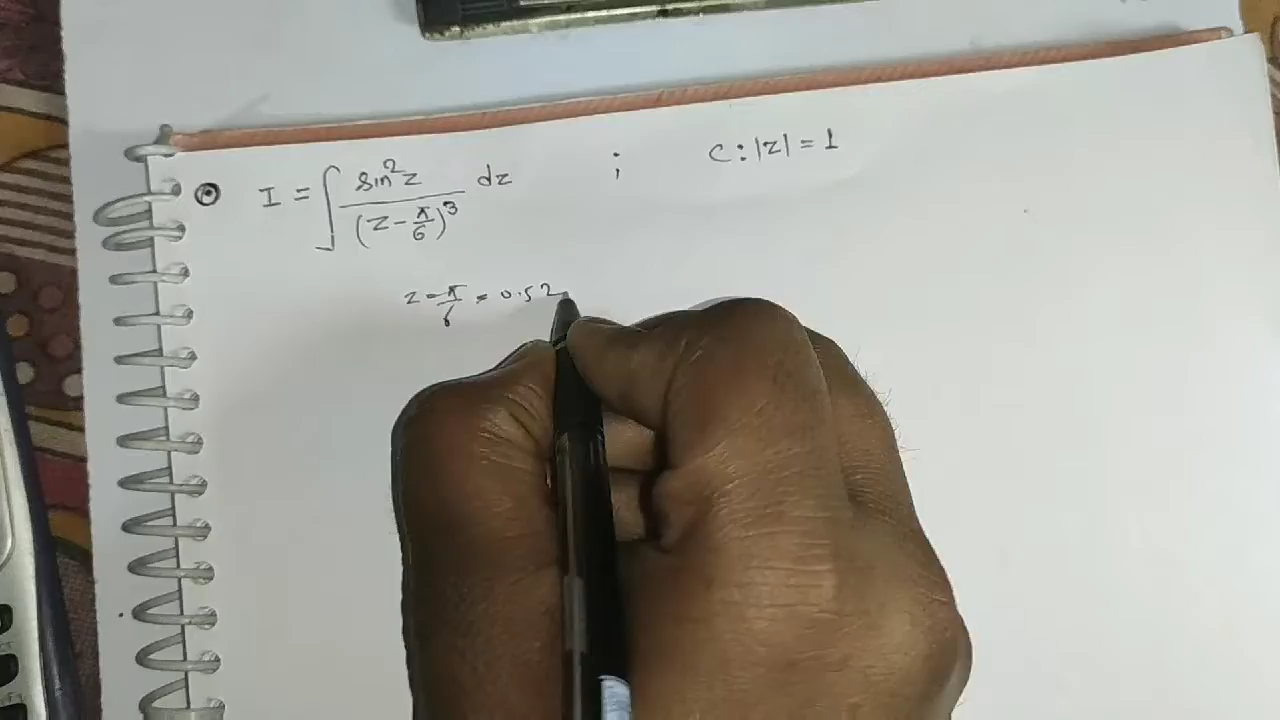 I = ∫ sin²z / (z − π/6)³ dz ; C : |z| = 1
z = π/6 = 0.52